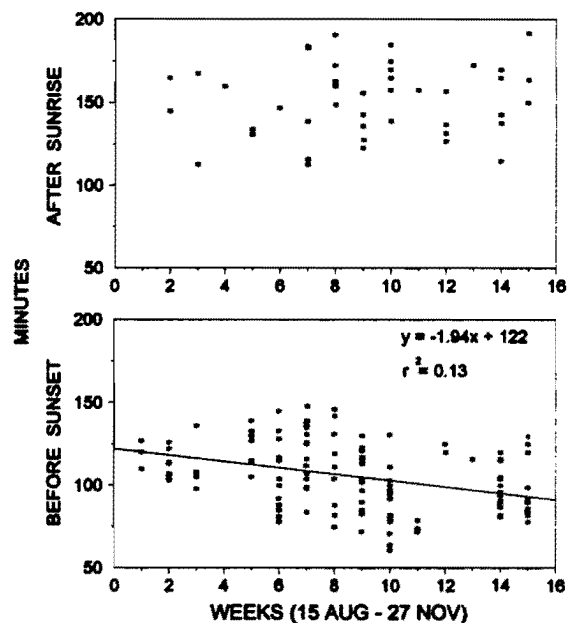 MINUTES
AFTER SUNRISE
200
150
100
50
0 2 4 6 8 10 12 14 16
BEFORE SUNSET
200
150
100
50
y = -1.94x + 122
r² = 0.13
0 2 4 6 8 10 12 14 16
WEEKS (15 AUG - 27 NOV)